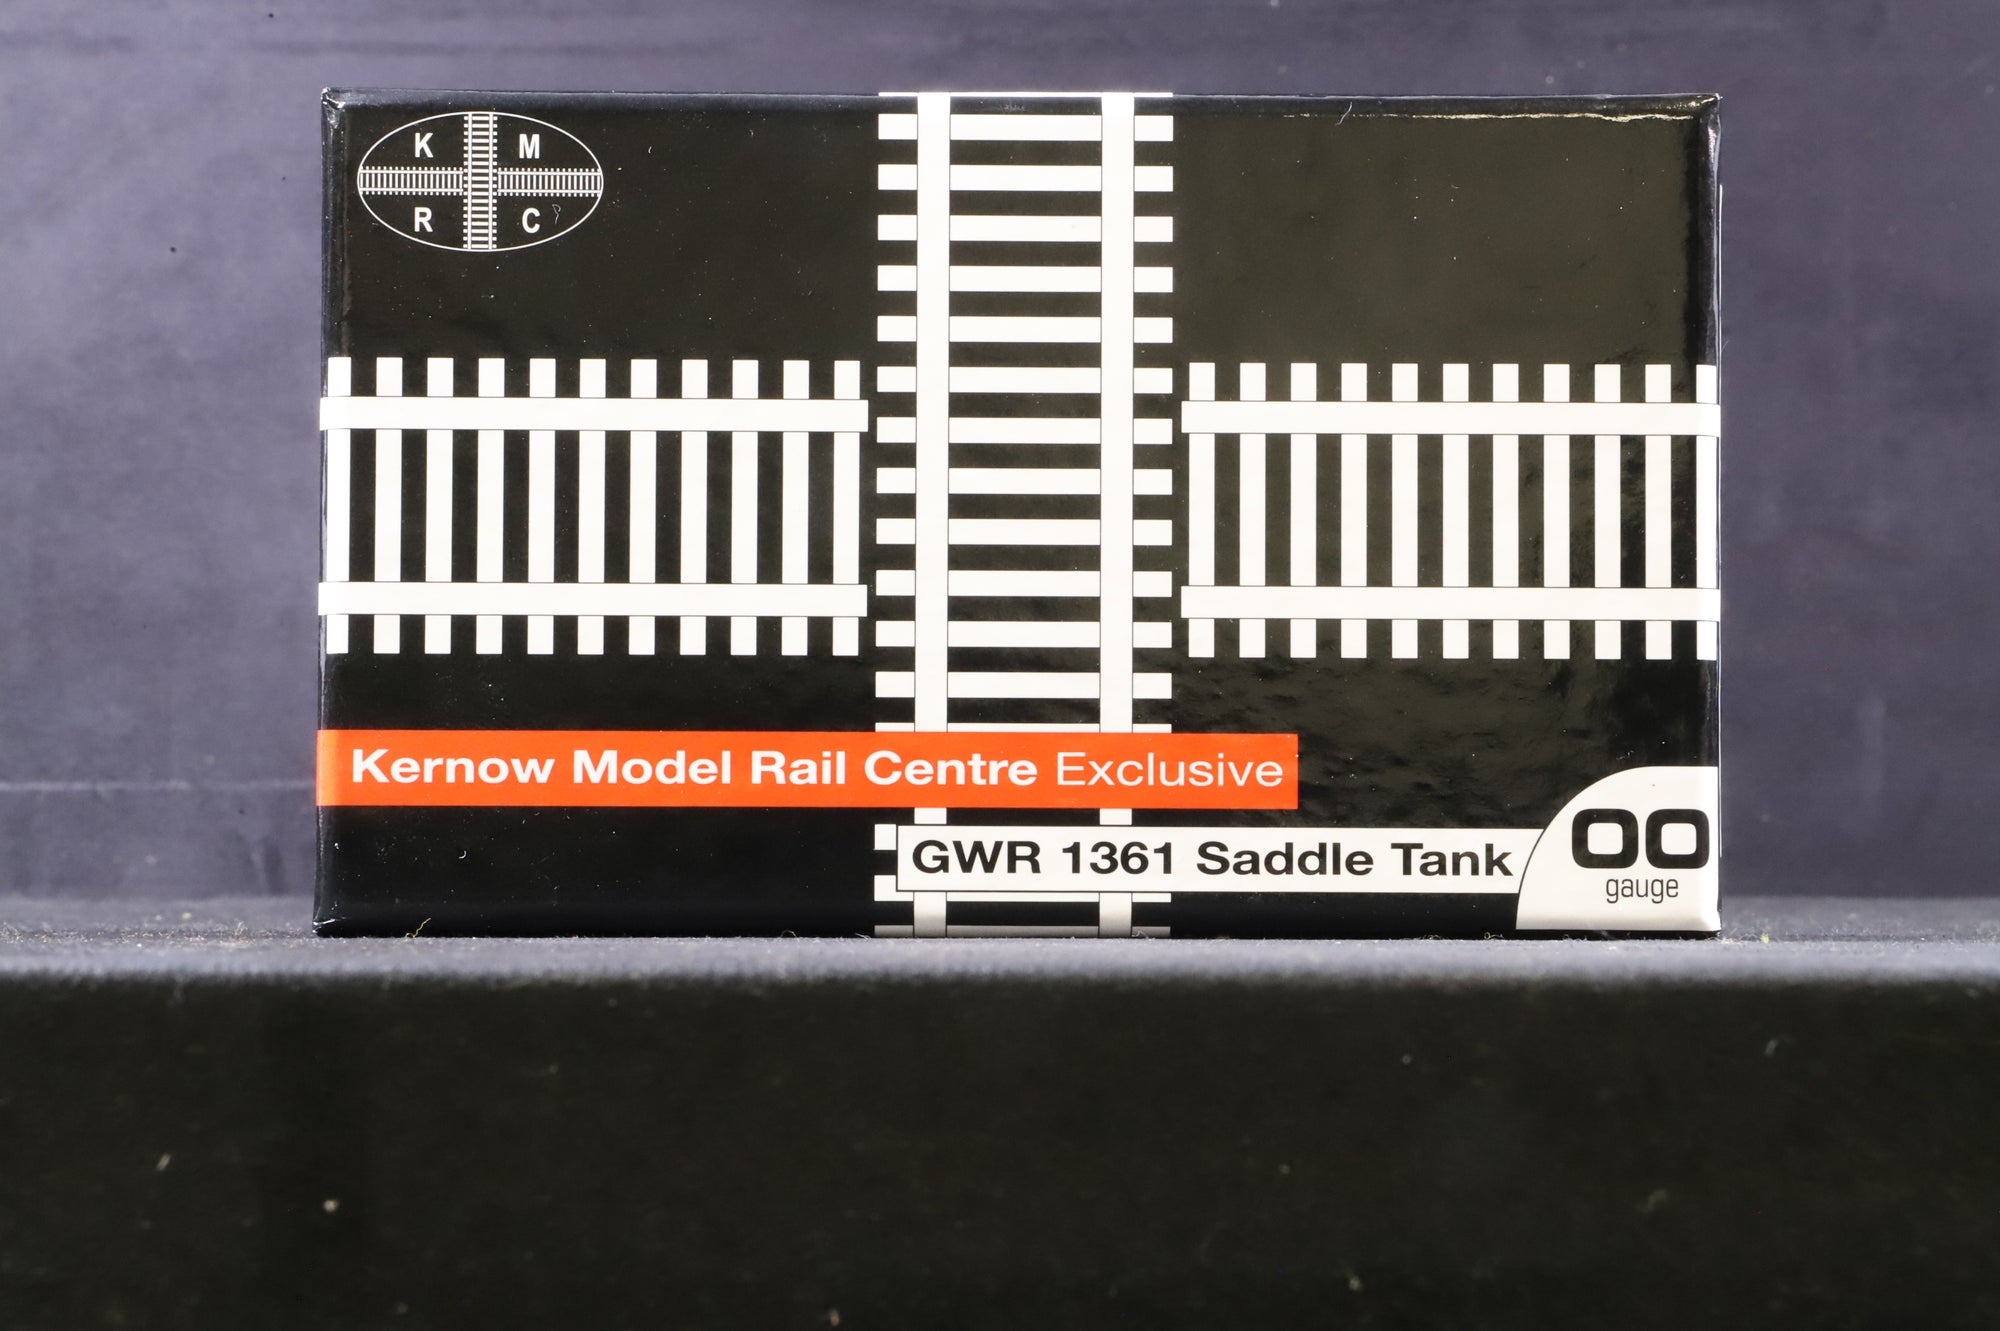 K M
R C
Kernow Model Rail Centre Exclusive
GWR 1361 Saddle Tank
OO
gauge